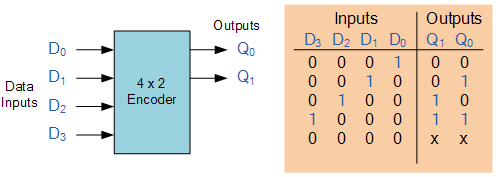 Outputs
D0
Q0
D1
Q1
Data
Inputs
4 x 2
Encoder
D2
D3
Inputs Outputs
D3 D2 D1 D0 Q1 Q0
0 0 0 1 0 0
0 0 1 0 0 1
0 1 0 0 1 0
1 0 0 0 1 1
0 0 0 0 x x